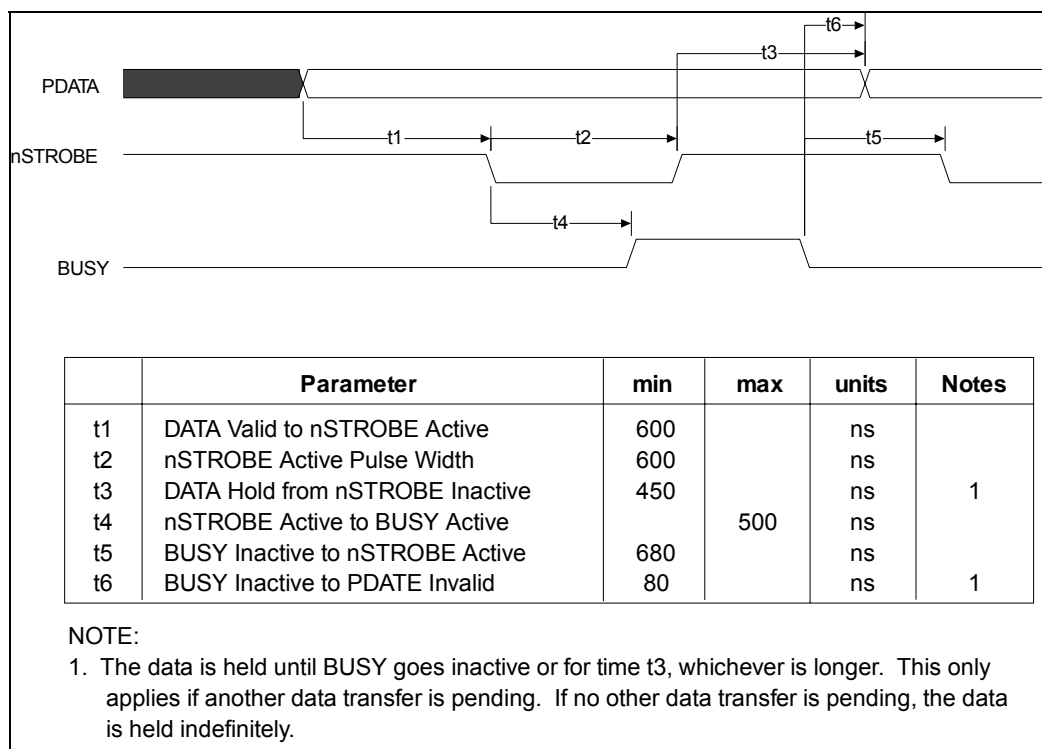 t6
t3
PDATA
t1 t2 t5
nSTROBE
t4
BUSY
Parameter min max units Notes
t1 DATA Valid to nSTROBE Active 600 ns
t2 nSTROBE Active Pulse Width 600 ns
t3 DATA Hold from nSTROBE Inactive 450 ns 1
t4 nSTROBE Active to BUSY Active 500 ns
t5 BUSY Inactive to nSTROBE Active 680 ns
t6 BUSY Inactive to PDATE Invalid 80 ns 1
NOTE:
1. The data is held until BUSY goes inactive or for time t3, whichever is longer. This only
applies if another data transfer is pending. If no other data transfer is pending, the data
is held indefinitely.